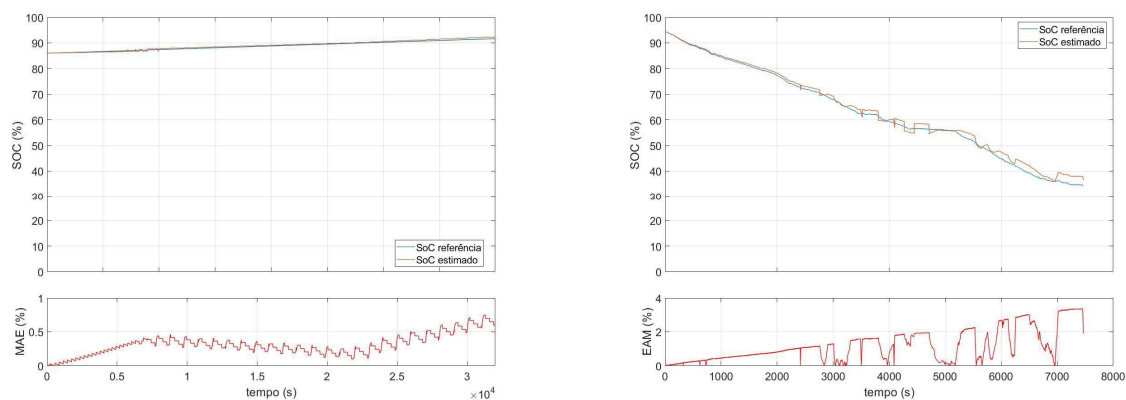 100
90
80
70
60
50
40
30
20
10
0
SOC (%)
SoC referência
SoC estimado
1
0.5
0
MAE (%)
0 0.5 1 1.5 2 2.5 3
tempo (s)
×10⁴
100
90
80
70
60
50
40
30
20
10
0
SOC (%)
SoC referência
SoC estimado
4
2
0
EAM (%)
0 1000 2000 3000 4000 5000 6000 7000 8000
tempo (s)